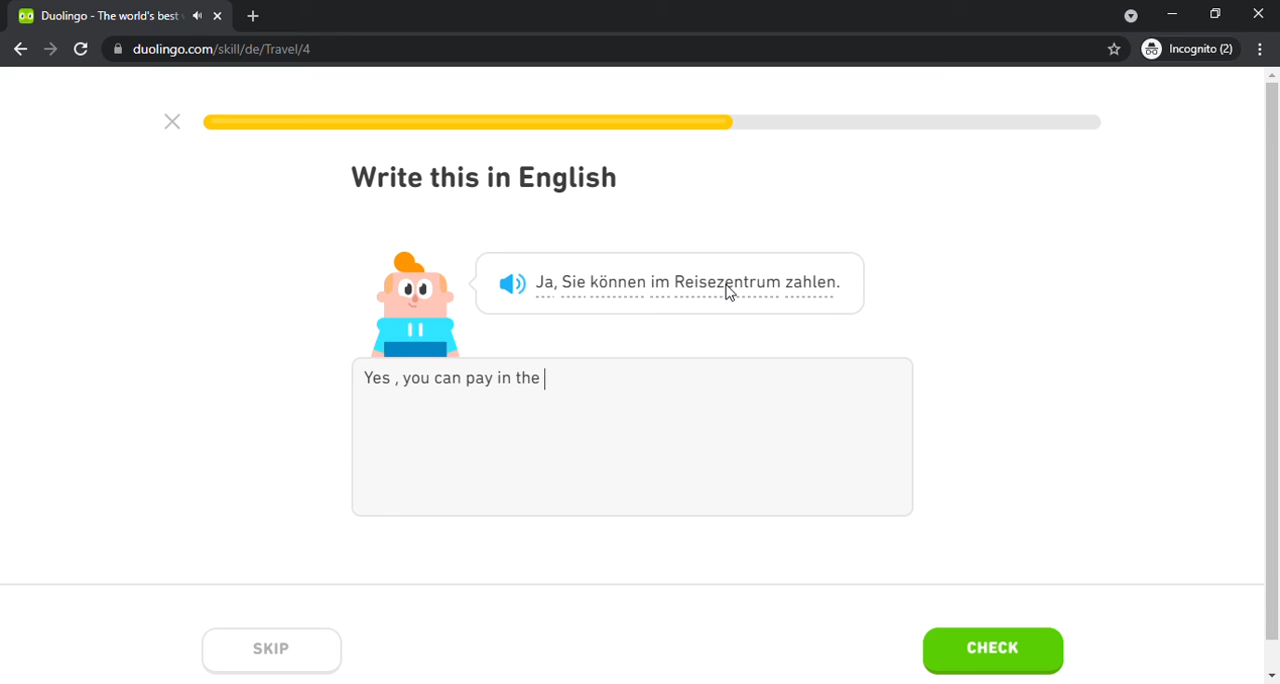 Duolingo - The world's best
duolingo.com/skill/de/Travel/4
Incognito (2)
Write this in English
Ja, Sie können im Reisezentrum zahlen.
Yes , you can pay in the
SKIP
CHECK